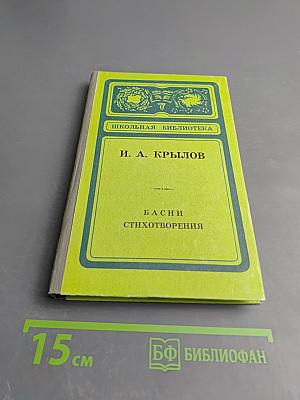 ШКОЛЬНАЯ БИБЛИОТЕКА
И. А. КРЫЛОВ
БАСНИ
СТИХОТВОРЕНИЯ
15 см
БФ БИБЛИОФАН